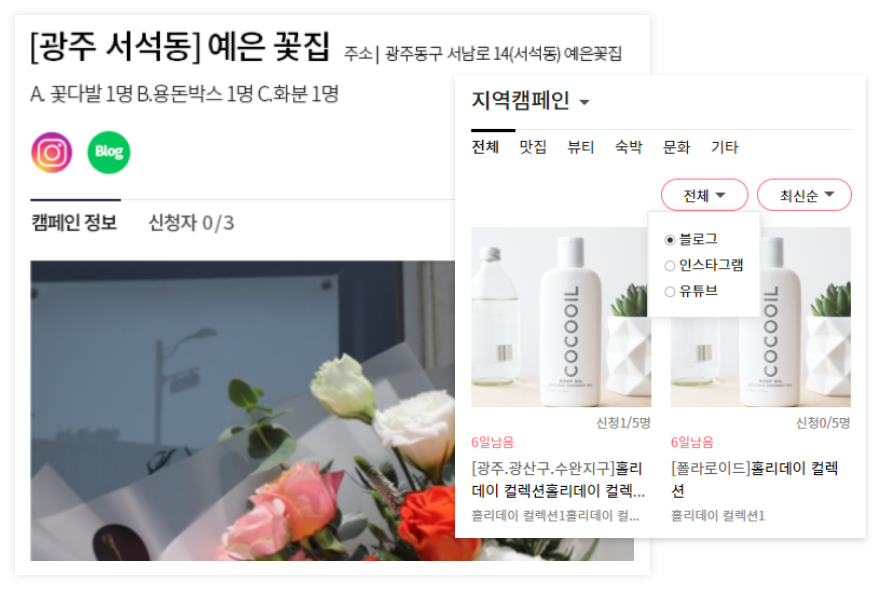 [광주 서석동] 예은 꽃집 주소 | 광주동구 서남로 14(서석동) 예은꽃집
A. 꽃다발 1명 B.용돈박스 1명 C.화분 1명
Blog
캠페인 정보 신청자 0/3
지역캠페인
전체 맛집 뷰티 숙박 문화 기타
전체 최신순
블로그
인스타그램
유튜브
COCOOIL
COCOOIL
신청1/5명
6일남음
[광주.광산구.수완지구]홀리
데이 컬렉션홀리데이 컬렉...
홀리데이 컬렉션1홀리데이 컬...
신청0/5명
6일남음
[폴라로이드]홀리데이 컬렉
션
홀리데이 컬렉션1